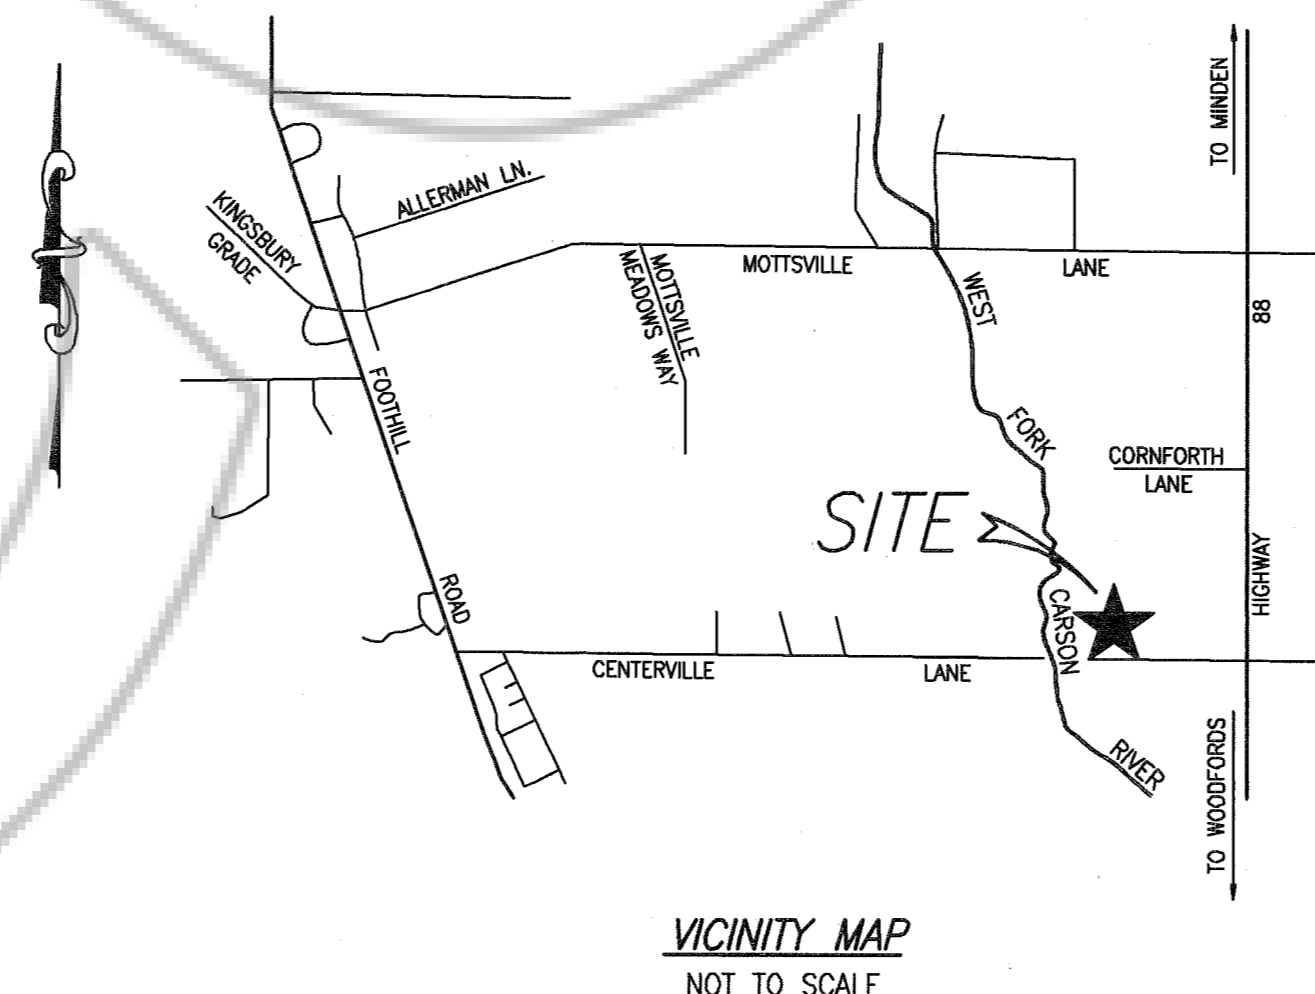 TO MINDEN
ALLERMAN LN.
KINGSBURY
GRADE
MOTTSVILLE
LANE
MOTTSVILLE
MEADOWS WAY
WEST
88
FOOTHILL
FORK
CORNFORTH
LANE
SITE
HIGHWAY
ROAD
CARSON
CENTERVILLE
LANE
RIVER
TO WOODFORDS
VICINITY MAP
NOT TO SCALE